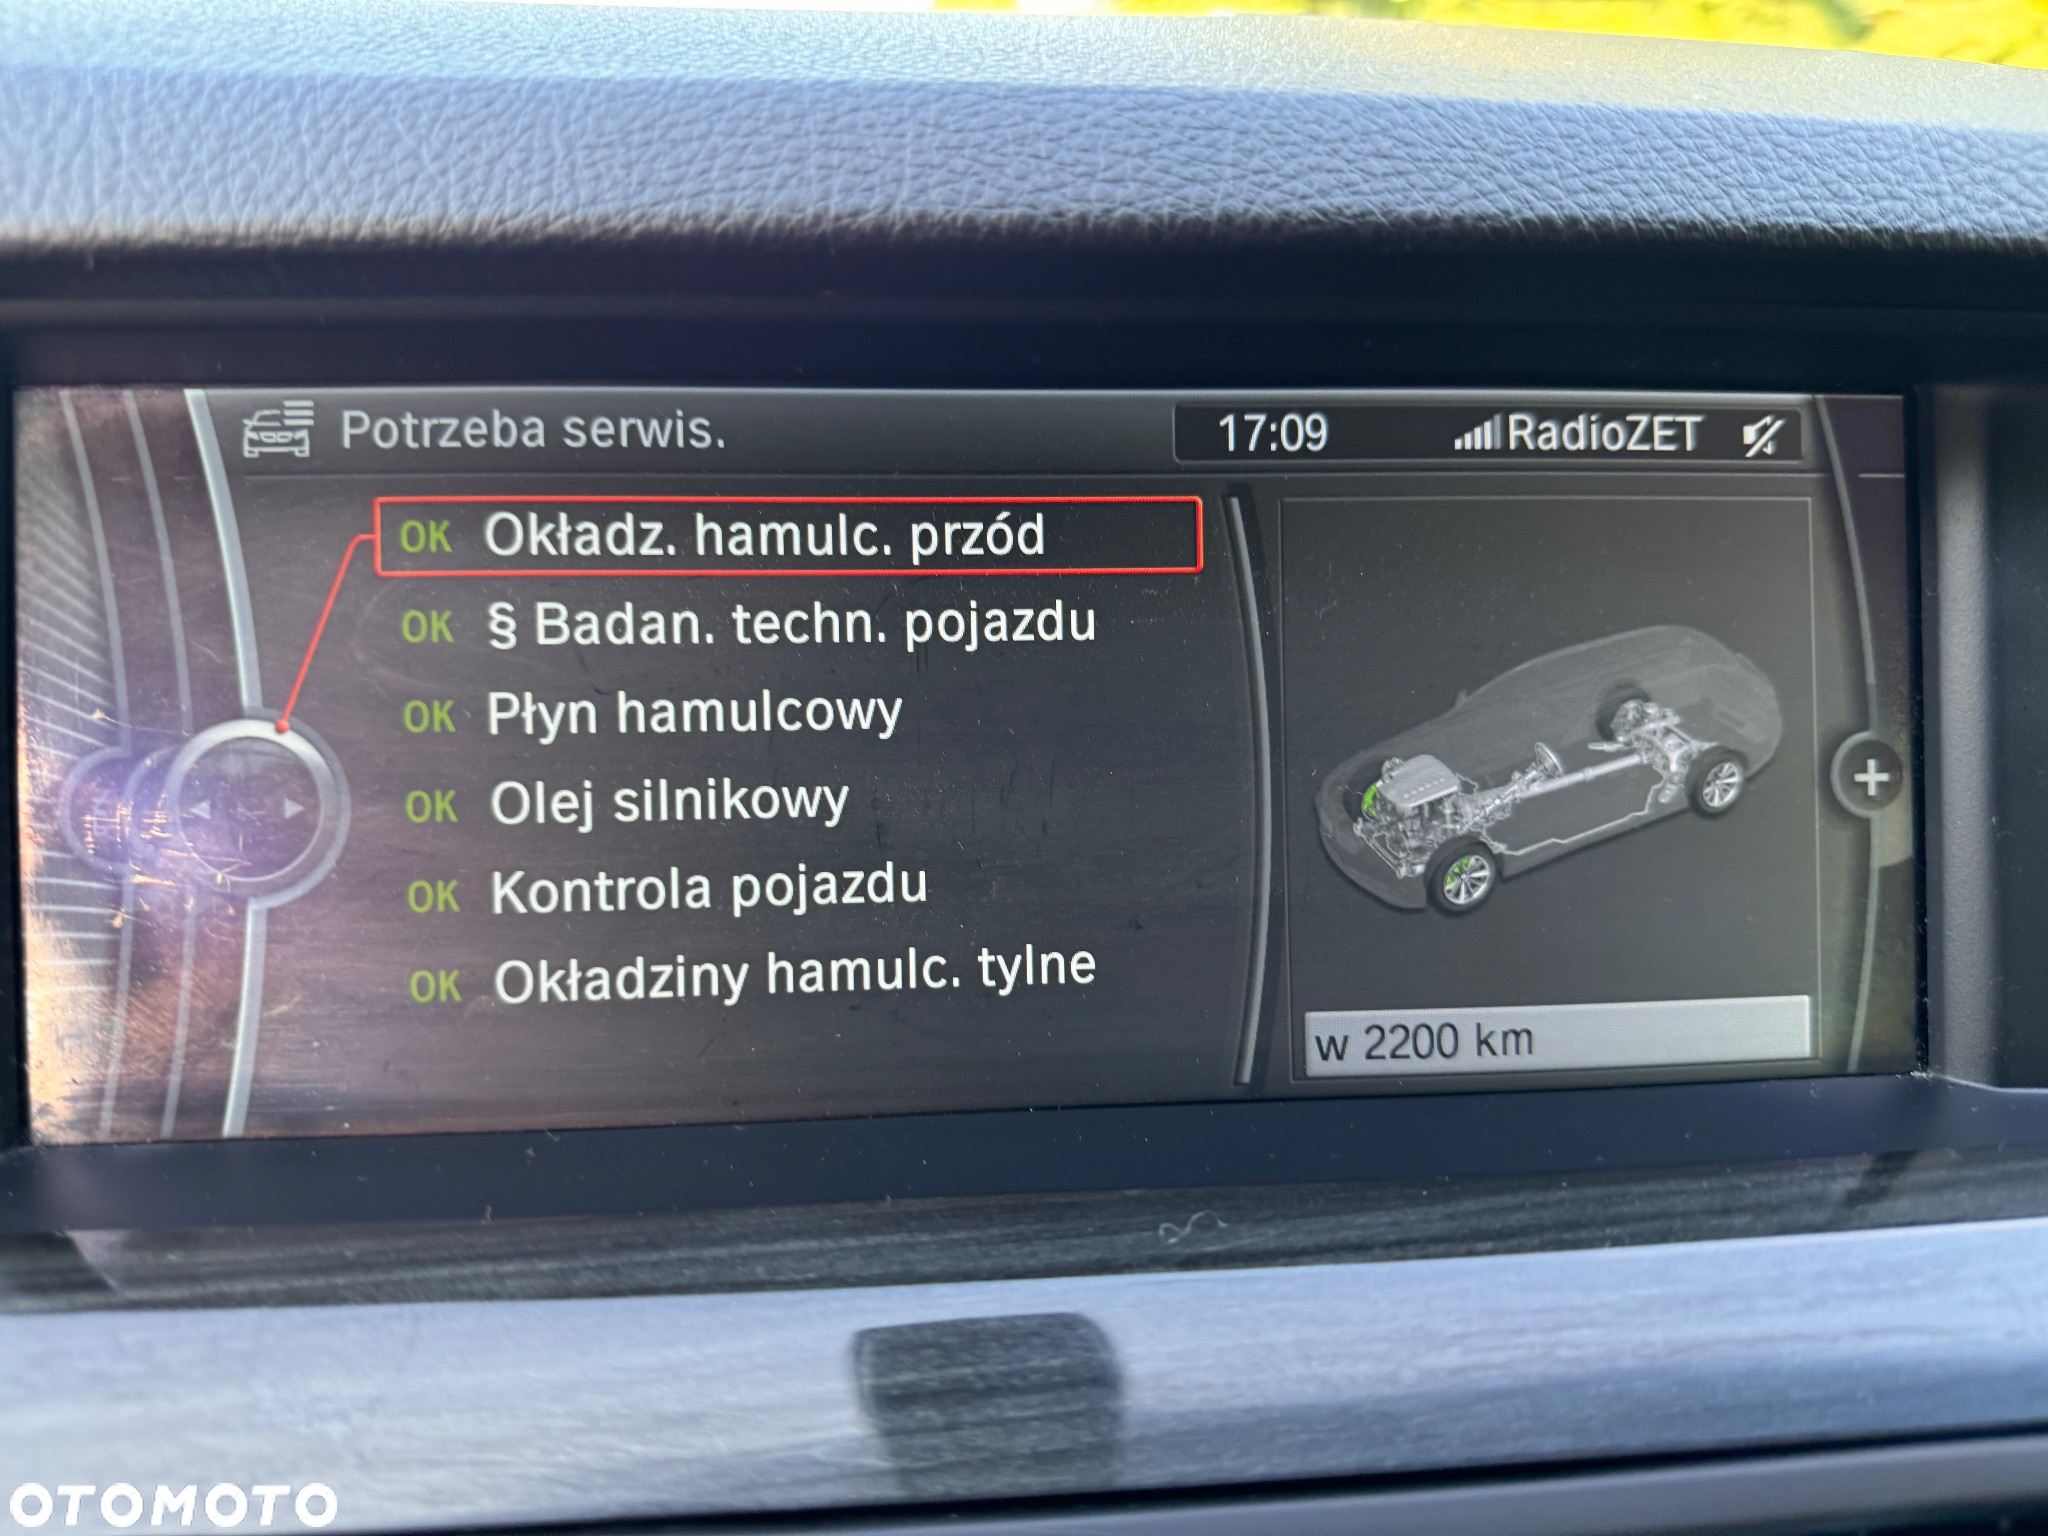 Potrzeba serwis.
17:09 RadioZET
OK Okładz. hamulc. przód
OK § Badan. techn. pojazdu
OK Płyn hamulcowy
OK Olej silnikowy
OK Kontrola pojazdu
OK Okładziny hamulc. tylne
w 2200 km
OTOMOTO